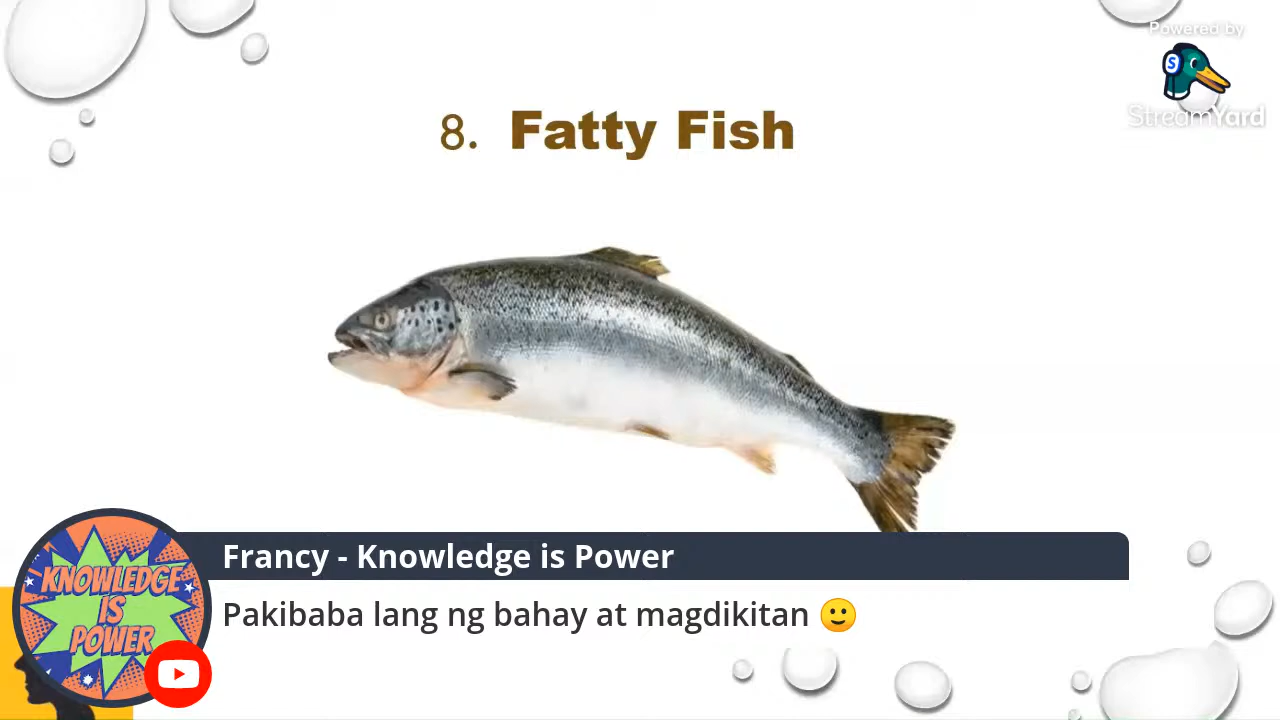 Powered by
StreamYard
8. Fatty Fish
Francy - Knowledge is Power
Pakibaba lang ng bahay at magdikitan 🙂
KNOWLEDGE
IS
POWER